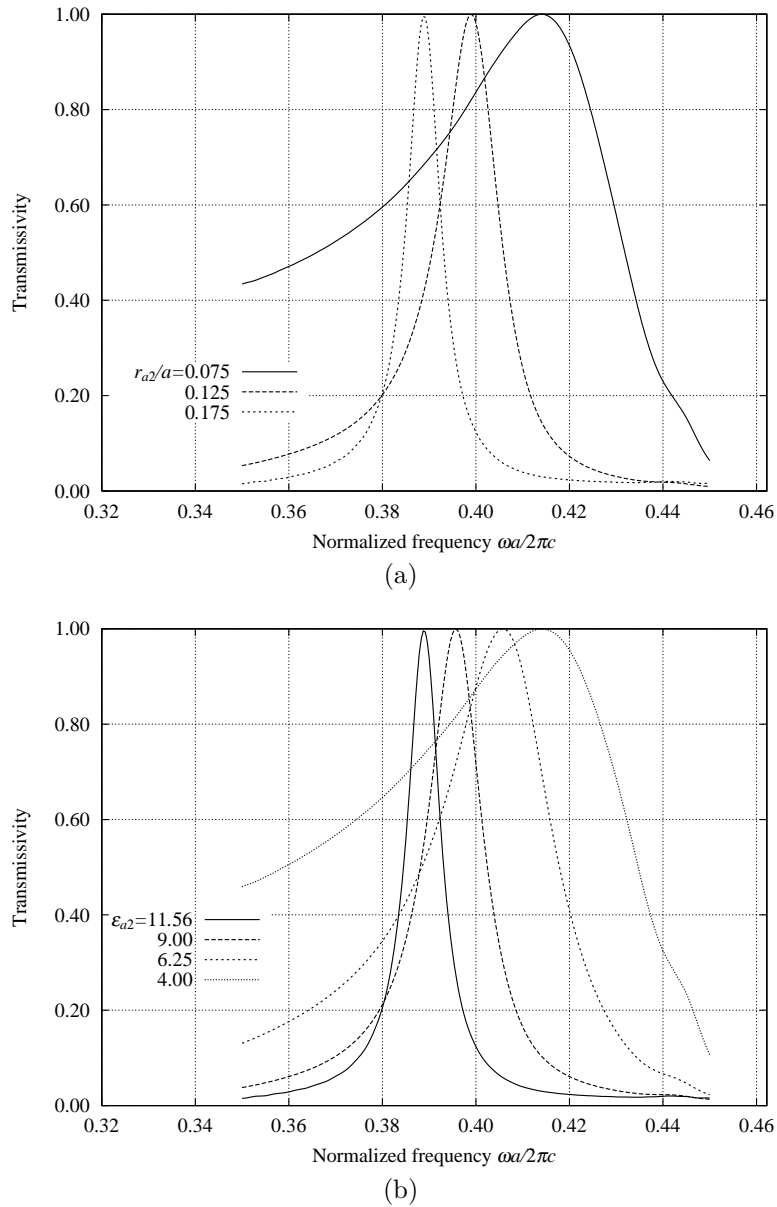 1.00
0.80
0.60
0.40
0.20
0.00
Transmissivity
r_{a2}/a=0.075
0.125
0.175
0.32 0.34 0.36 0.38 0.40 0.42 0.44 0.46
Normalized frequency ωa/2πc
(a)
1.00
0.80
0.60
0.40
0.20
0.00
Transmissivity
ε_{a2}=11.56
9.00
6.25
4.00
0.32 0.34 0.36 0.38 0.40 0.42 0.44 0.46
Normalized frequency ωa/2πc
(b)